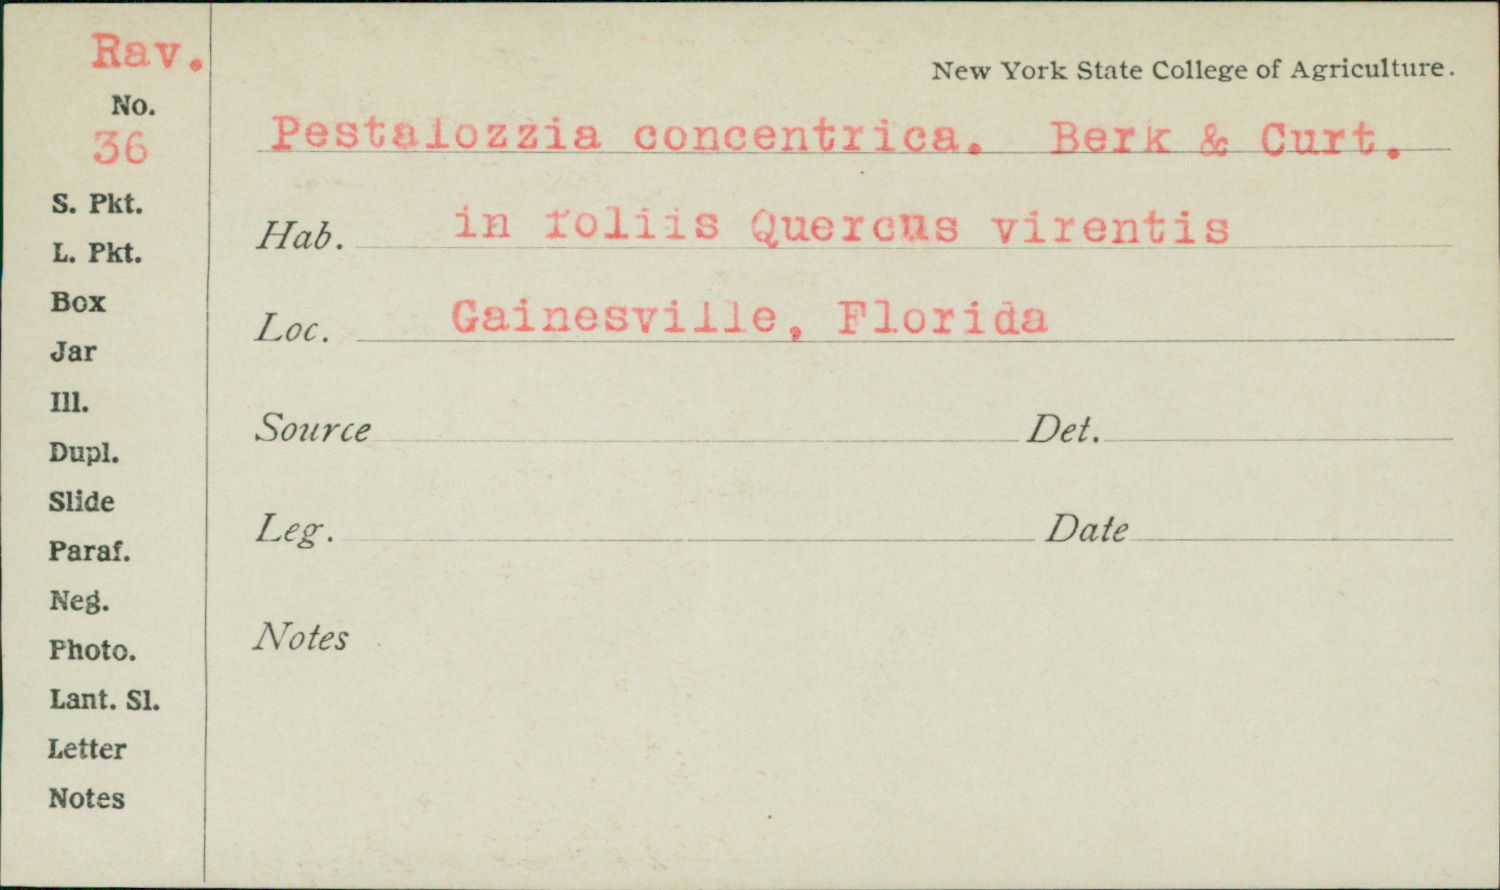 Rav.
No.
36
S. Pkt.
L. Pkt.
Box
Jar
Ill.
Dupl.
Slide
Paraf.
Neg.
Photo.
Lant. Sl.
Letter
Notes
New York State College of Agriculture.
Pestalozzia concentrica. Berk & Curt.
Hab. in foliis Quercus virentis
Loc. Gainesville, Florida
Source Det.
Leg. Date
Notes